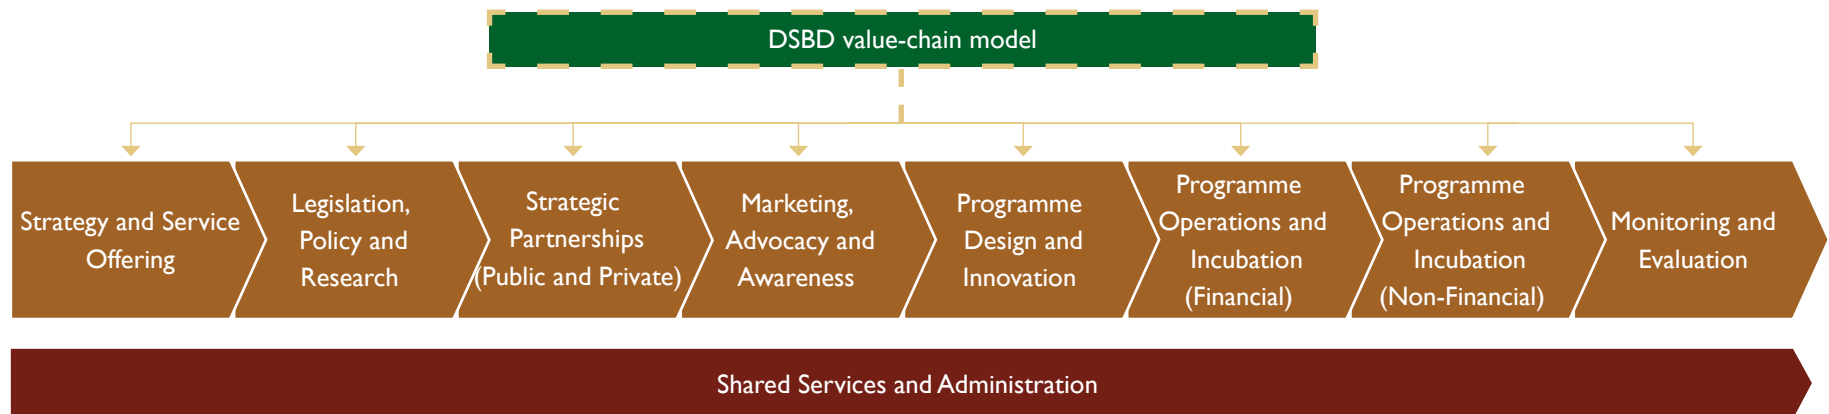 DSBD value-chain model
Strategy and Service
Offering
Legislation,
Policy and
Research
Strategic
Partnerships
(Public and Private)
Marketing,
Advocacy and
Awareness
Programme
Design and
Innovation
Programme
Operations and
Incubation
(Financial)
Programme
Operations and
Incubation
(Non-Financial)
Monitoring and
Evaluation
Shared Services and Administration